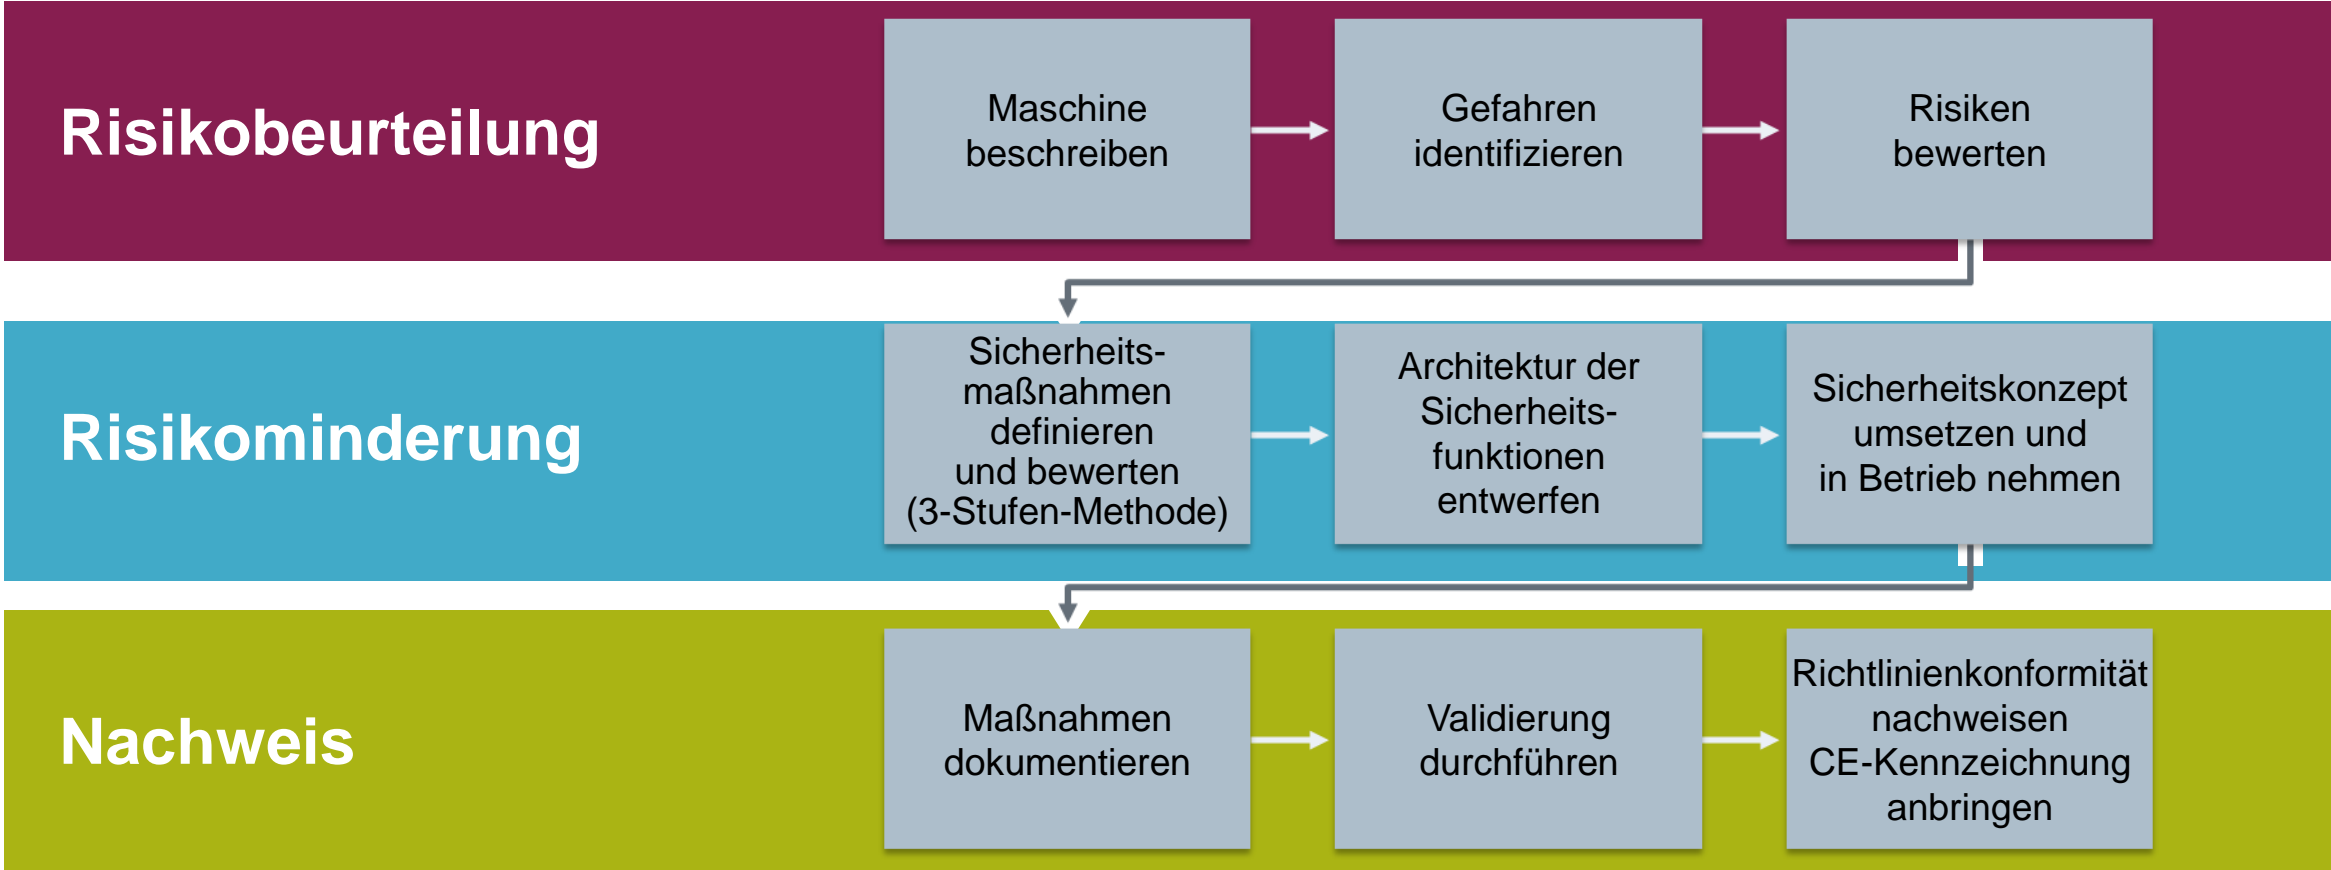 Risikobeurteilung
Maschine
beschreiben
Gefahren
identifizieren
Risiken
bewerten
Risikominderung
Sicherheits-
maßnahmen
definieren
und bewerten
(3-Stufen-Methode)
Architektur der
Sicherheits-
funktionen
entwerfen
Sicherheitskonzept
umsetzen und
in Betrieb nehmen
Nachweis
Maßnahmen
dokumentieren
Validierung
durchführen
Richtlinienkonformität
nachweisen
CE-Kennzeichnung
anbringen